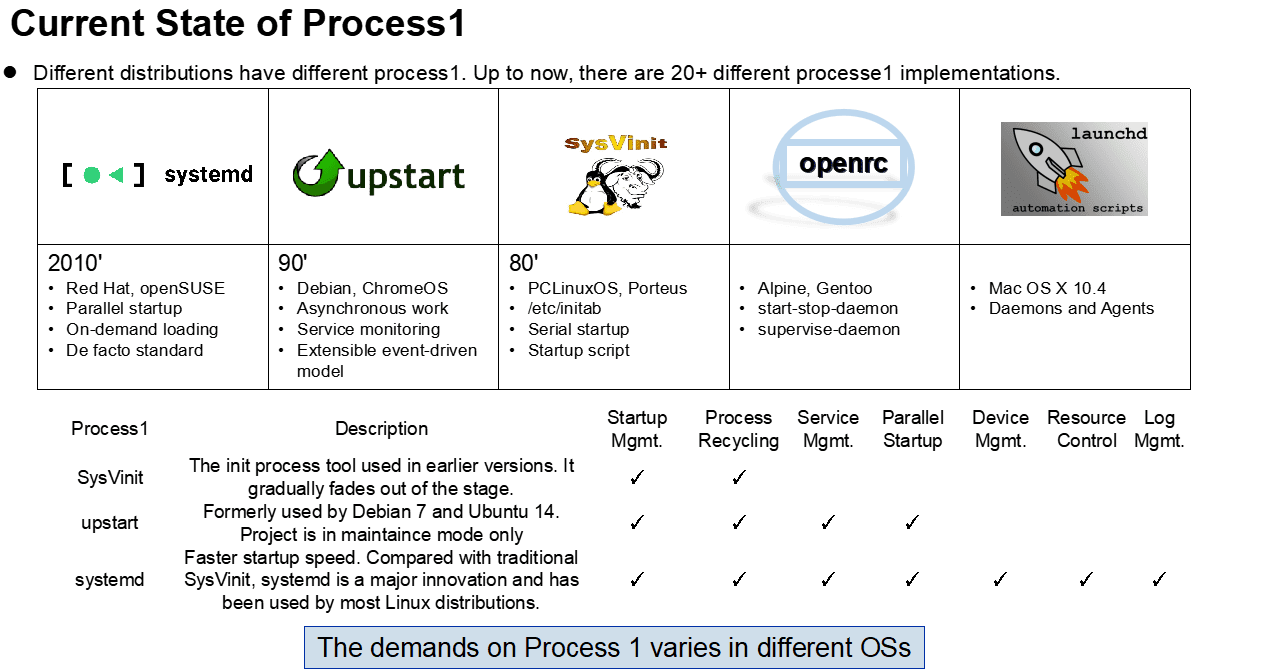 Current State of Process1
● Different distributions have different process1. Up to now, there are 20+ different processe1 implementations.
[●◄] systemd
upstart
SysVinit
openrc
launchd
automation scripts
2010'
• Red Hat, openSUSE
• Parallel startup
• On-demand loading
• De facto standard
90'
• Debian, ChromeOS
• Asynchronous work
• Service monitoring
• Extensible event-driven
model
80'
• PCLinuxOS, Porteus
• /etc/initab
• Serial startup
• Startup script
• Alpine, Gentoo
• start-stop-daemon
• supervise-daemon
• Mac OS X 10.4
• Daemons and Agents
Process1 Description Startup Mgmt. Process Recycling Service Mgmt. Parallel Startup Device Mgmt. Resource Control Log Mgmt.
SysVinit
The init process tool used in earlier versions. It
gradually fades out of the stage.
✓ ✓
upstart
Formerly used by Debian 7 and Ubuntu 14.
Project is in maintaince mode only
✓ ✓ ✓ ✓
systemd
Faster startup speed. Compared with traditional
SysVinit, systemd is a major innovation and has
been used by most Linux distributions.
✓ ✓ ✓ ✓ ✓ ✓ ✓
The demands on Process 1 varies in different OSs